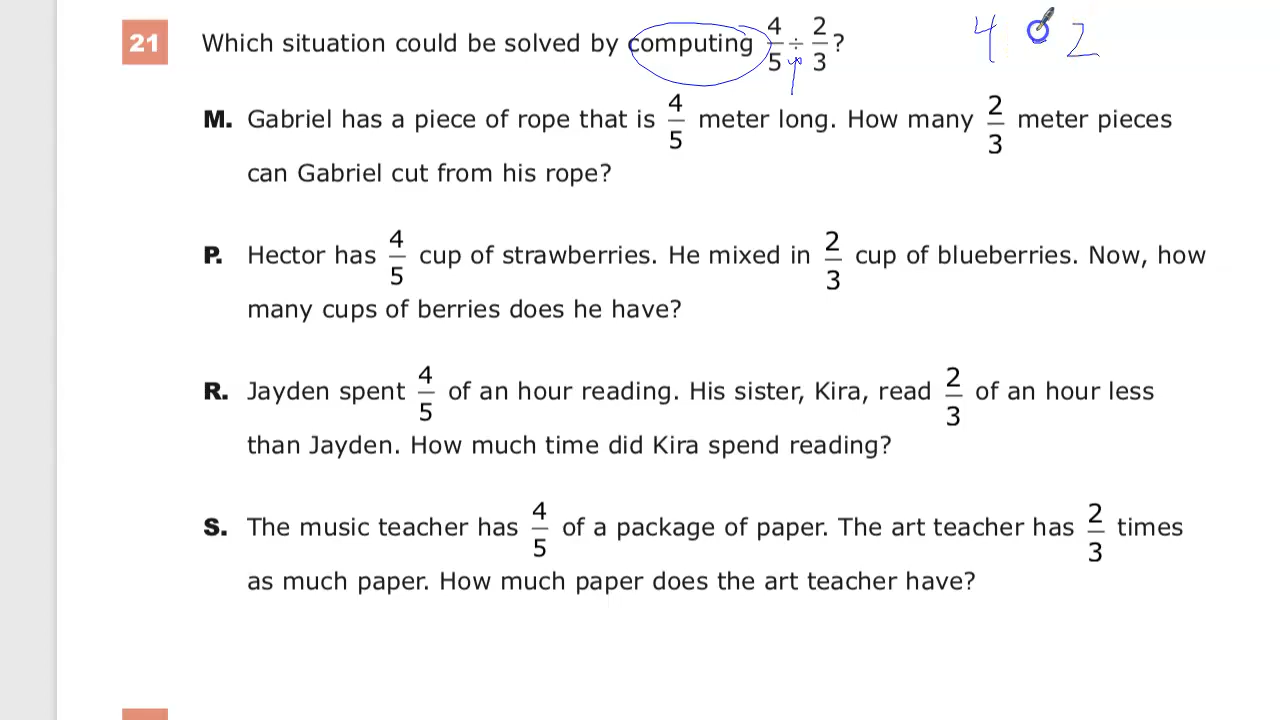 21 Which situation could be solved by computing 4/5 ÷ 2/3? 4 2
M. Gabriel has a piece of rope that is 4/5 meter long. How many 2/3 meter pieces
can Gabriel cut from his rope?
P. Hector has 4/5 cup of strawberries. He mixed in 2/3 cup of blueberries. Now, how
many cups of berries does he have?
R. Jayden spent 4/5 of an hour reading. His sister, Kira, read 2/3 of an hour less
than Jayden. How much time did Kira spend reading?
S. The music teacher has 4/5 of a package of paper. The art teacher has 2/3 times
as much paper. How much paper does the art teacher have?